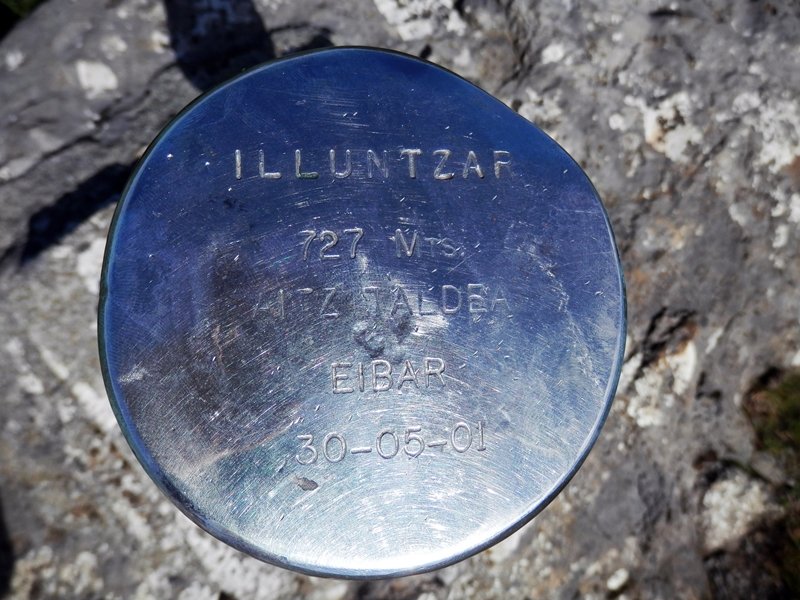 ILLUNTZAR
727 MTS.
AITZ TALDEA
EIBAR
30-05-01